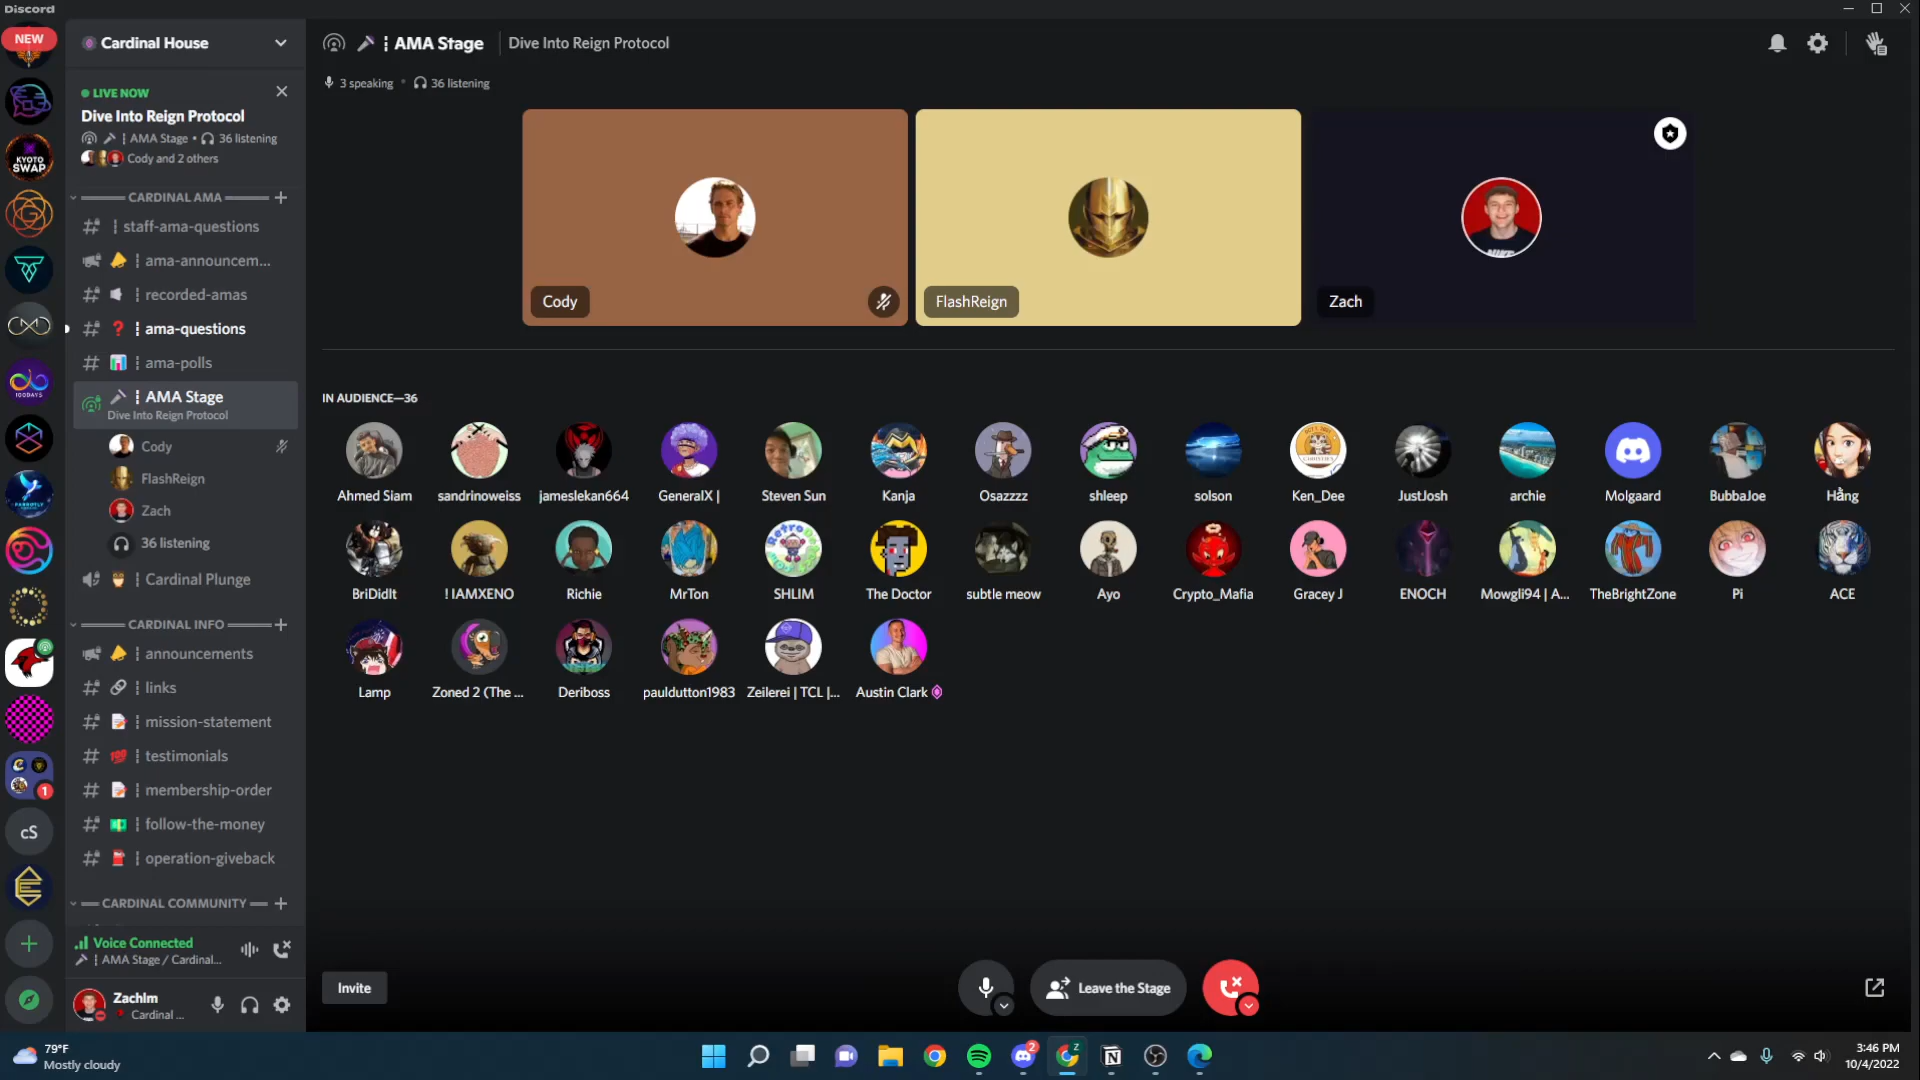 Discord
NEW
Cardinal House
LIVE NOW
Dive Into Reign Protocol
AMA Stage • 36 listening
Cody and 2 others
CARDINAL AMA
staff-ama-questions
ama-announcem...
recorded-amas
ama-questions
ama-polls
AMA Stage
Dive Into Reign Protocol
Cody
FlashReign
Zach
36 listening
Cardinal Plunge
CARDINAL INFO
announcements
links
mission-statement
testimonials
membership-order
follow-the-money
operation-giveback
CARDINAL COMMUNITY
Voice Connected
AMA Stage / Cardinal...
Zachlm
Cardinal ...
KYOTO
SWAP
100DAYS
1
cS
AMA Stage
Dive Into Reign Protocol
3 speaking • 36 listening
Cody
FlashReign
Zach
IN AUDIENCE—36
Ahmed Siam
sandrinoweiss
jameslekan664
GeneralX |
Steven Sun
Kanja
Osazzzz
shleep
solson
Ken_Dee
JustJosh
archie
Molgaard
BubbaJoe
Hằng
BriDidIt
! IAMXENO
Richie
MrTon
SHLIM
The Doctor
subtle meow
Ayo
Crypto_Mafia
Gracey J
ENOCH
Mowgli94 | A...
TheBrightZone
Pi
ACE
Lamp
Zoned 2 (The ...
Deriboss
pauldutton1983
Zeilerei | TCL |...
Austin Clark
Invite
Leave the Stage
79°F
Mostly cloudy
2
Z
3:46 PM
10/4/2022